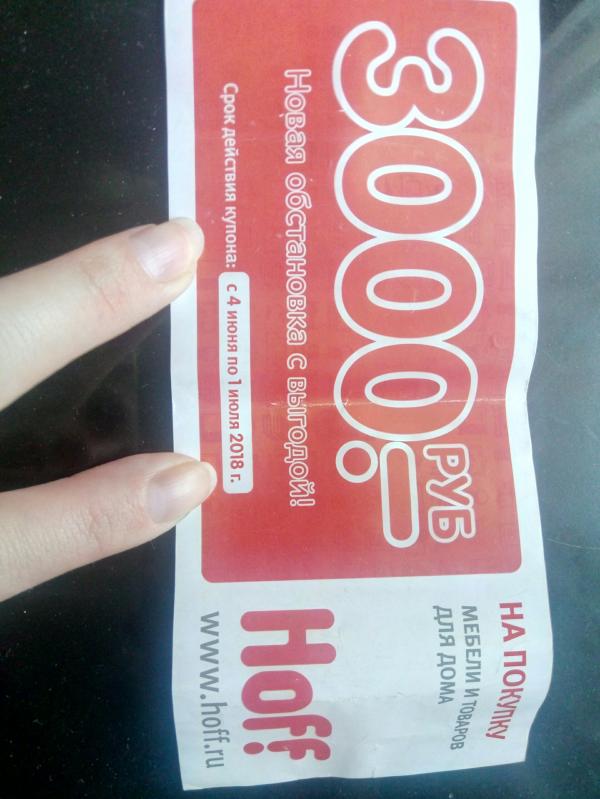 3000 РУБ!
Новая обстановка с выгодой!
Срок действия купона: с 4 июня по 1 июля 2018 г.
НА ПОКУПКУ
МЕБЕЛИ И ТОВАРОВ
ДЛЯ ДОМА
Hoff
www.hoff.ru